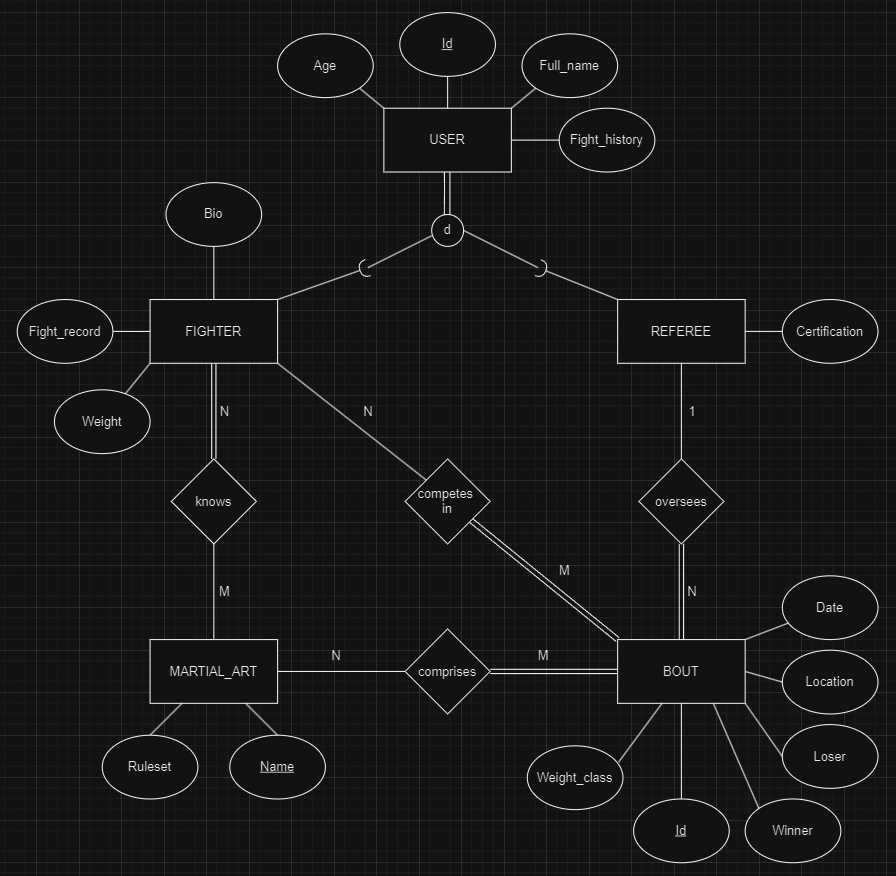 Id
Age
Full_name
USER
Fight_history
Bio
d
Fight_record
FIGHTER
REFEREE
Certification
N
N
1
Weight
knows
competes
in
oversees
M
M
N
Date
N
M
MARTIAL_ART
comprises
BOUT
Location
Loser
Ruleset
Name
Weight_class
Id
Winner